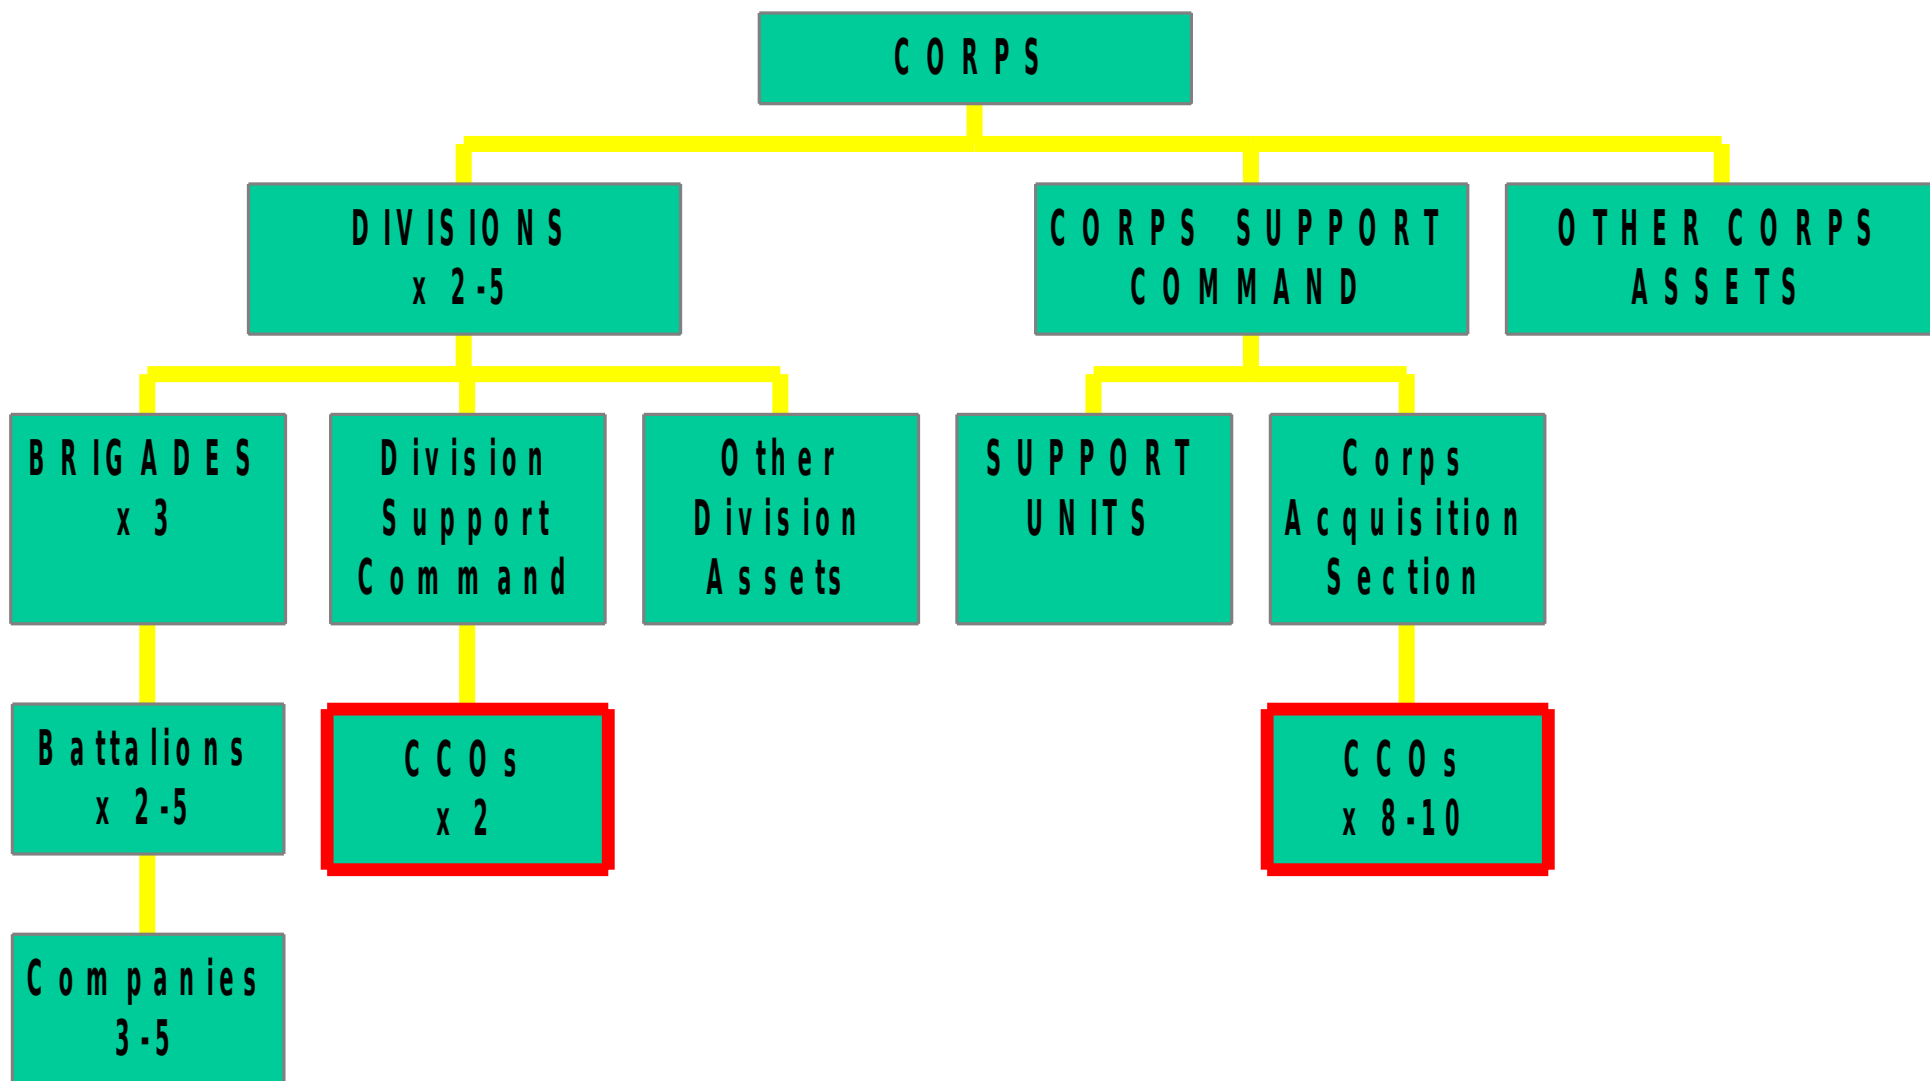 CORPS
DIVISIONS
x 2-5
CORPS SUPPORT
COMMAND
OTHER CORPS
ASSETS
BRIGADES
x 3
Division
Support
Command
Other
Division
Assets
SUPPORT
UNITS
Corps
Acquisition
Section
Battalions
x 2-5
CCOs
x 2
CCOs
x 8-10
Companies
3-5